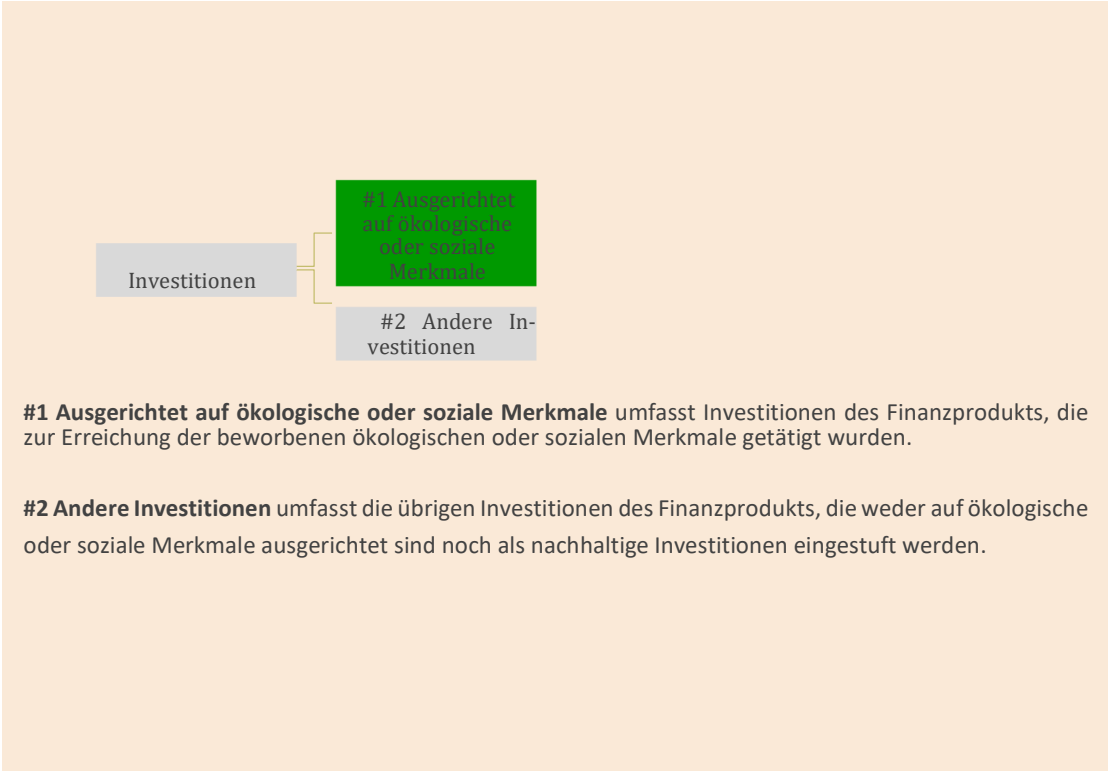 #1 Ausgerichtet
auf ökologische
oder soziale
Merkmale
Investitionen
#2 Andere In-
vestitionen
#1 Ausgerichtet auf ökologische oder soziale Merkmale umfasst Investitionen des Finanzprodukts, die
zur Erreichung der beworbenen ökologischen oder sozialen Merkmale getätigt wurden.
#2 Andere Investitionen umfasst die übrigen Investitionen des Finanzprodukts, die weder auf ökologische
oder soziale Merkmale ausgerichtet sind noch als nachhaltige Investitionen eingestuft werden.